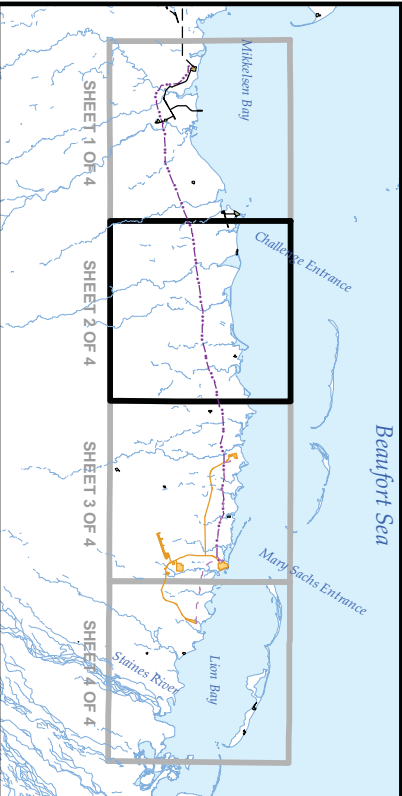 Mikkelsen Bay
SHEET 1 OF 4
Challenge Entrance
SHEET 2 OF 4
Beaufort Sea
SHEET 3 OF 4
Mary Sachs Entrance
SHEET 4 OF 4
Staines River
Lion Bay